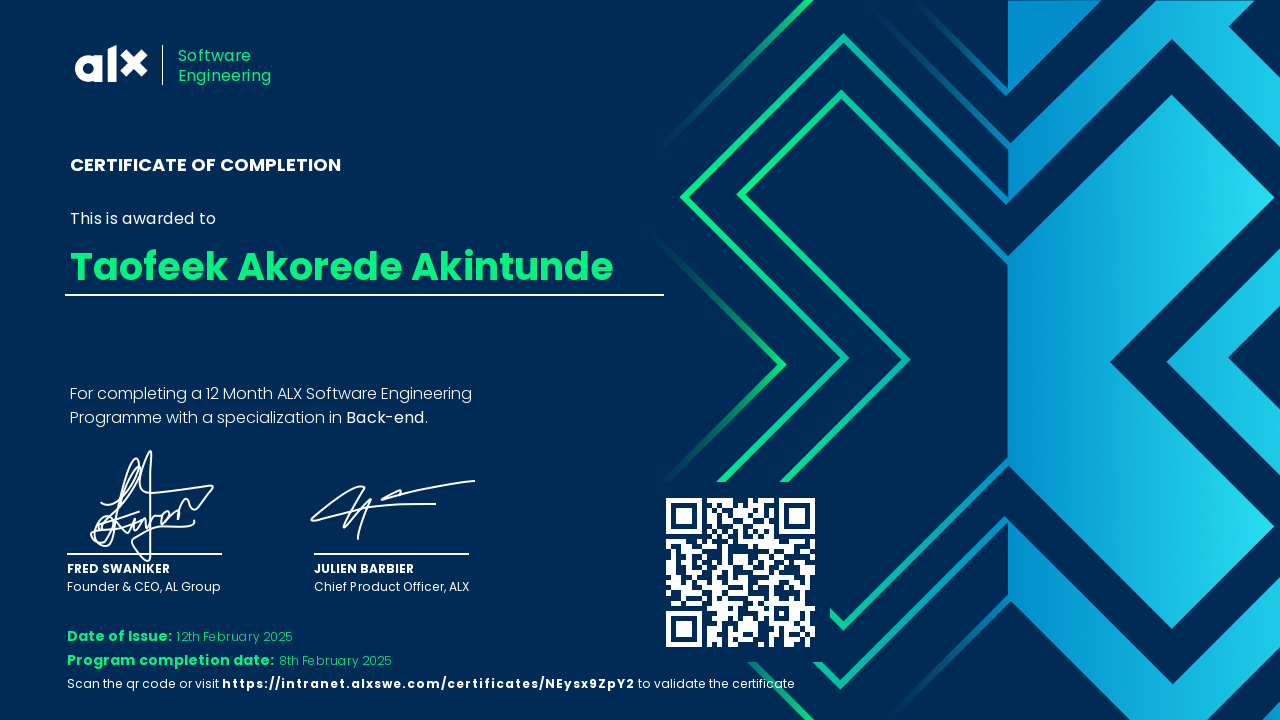 alx
Software
Engineering
CERTIFICATE OF COMPLETION
This is awarded to
Taofeek Akorede Akintunde
For completing a 12 Month ALX Software Engineering
Programme with a specialization in Back-end.
FRED SWANIKER
Founder & CEO, AL Group
JULIEN BARBIER
Chief Product Officer, ALX
Date of Issue: 12th February 2025
Program completion date: 8th February 2025
Scan the qr code or visit https://intranet.alxswe.com/certificates/NEysx9ZpY2 to validate the certificate